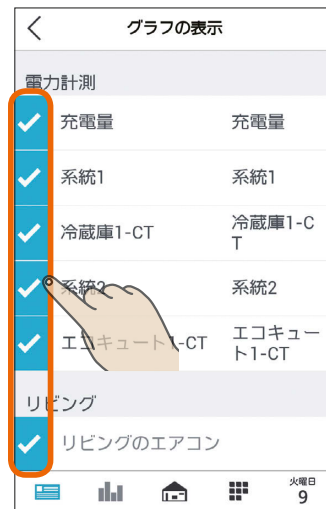 グラフの表示
電力計測
充電量 充電量
系統1 系統1
冷蔵庫1-CT 冷蔵庫1-C
T
系統2 系統2
エコキュート1-CT エコキュー
ト1-CT
リビング
リビングのエアコン
火曜日
9